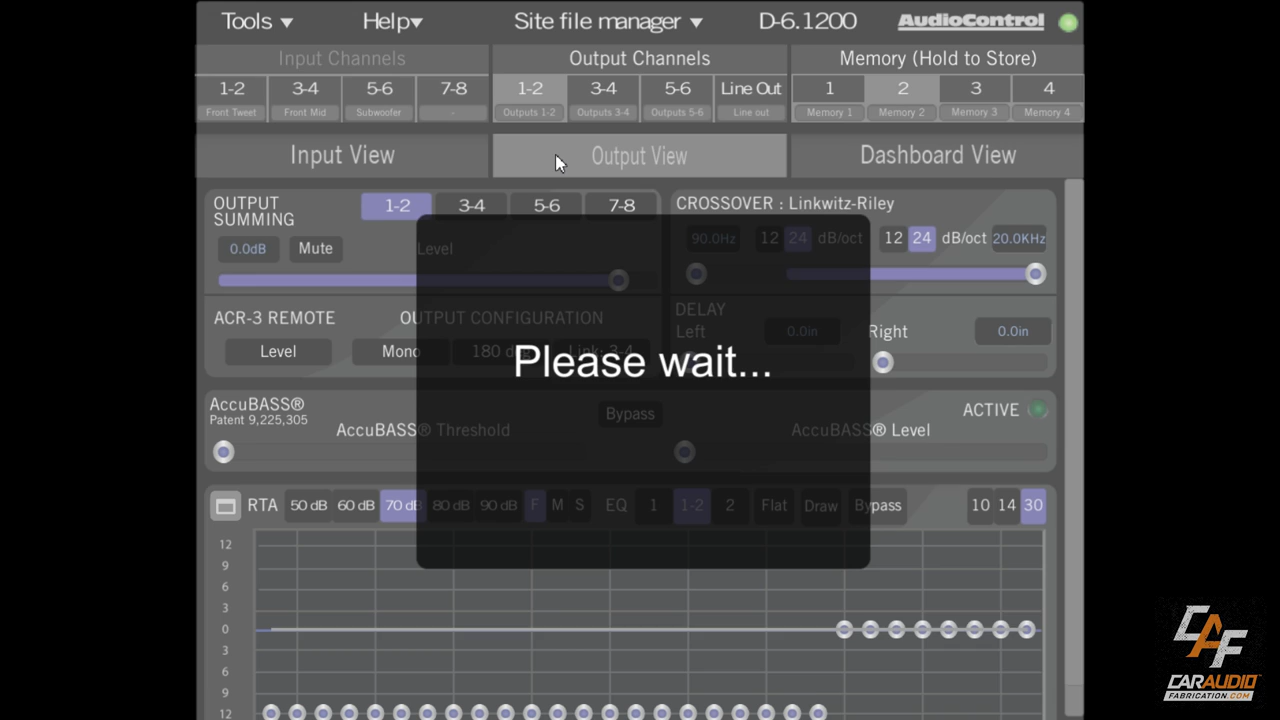 Tools ▼ Help▼ Site file manager ▼ D-6.1200 AudioControl
Input Channels Output Channels Memory (Hold to Store)
1-2 3-4 5-6 7-8 1-2 3-4 5-6 Line Out 1 2 3 4
Front Tweet Front Mid Subwoofer - Outputs 1-2 Outputs 3-4 Outputs 5-6 Line out Memory 1 Memory 2 Memory 3 Memory 4
Input View Output View Dashboard View
OUTPUT
SUMMING
1-2 3-4 5-6 7-8
CROSSOVER : Linkwitz-Riley
0.0dB Mute Level
90.0Hz 12 24 dB/oct 12 24 dB/oct 20.0KHz
ACR-3 REMOTE OUTPUT CONFIGURATION
DELAY
Left 0.0in Right 0.0in
Level Mono 180 deg Link: 3-4
Please wait...
AccuBASS®
Patent 9,225,305
Bypass ACTIVE
AccuBASS® Threshold AccuBASS® Level
RTA 50 dB 60 dB 70 dB 80 dB 90 dB F M S EQ 1 1-2 2 Flat Draw Bypass 10 14 30
12
9
6
3
0
3
6
9
12
CAF
CARAUDIO
FABRICATION.COM